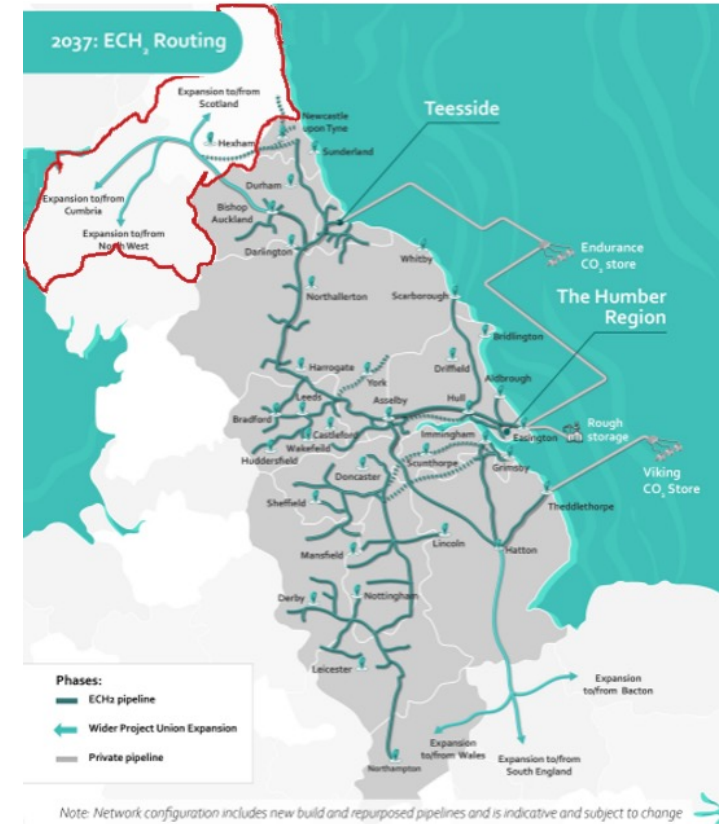 2037: ECH₂ Routing
Expansion to/from
Scotland
Newcastle
upon Tyne
Teesside
Hexham
Sunderland
Durham
Expansion to/from
Cumbria
Bishop
Auckland
Expansion to/from
North West
Darlington
Whitby
Endurance
CO₂ store
Northallerton
Scarborough
The Humber
Region
Bridlington
Harrogate
York
Driffield
Aldbrough
Leeds
Asselby
Hull
Bradford
Castleford
Immingham
Easington
Rough
storage
Wakefeild
Huddersfield
Scunthorpe
Grimsby
Doncaster
Viking
CO₂ Store
Sheffield
Theddlethorpe
Lincoln
Mansfield
Hatton
Derby
Nottingham
Leicester
Phases:
ECH2 pipeline
Wider Project Union Expansion
Private pipeline
Expansion
to/from Bacton
Expansion
to/from Wales
Expansion to/from
South England
Northampton
Note: Network configuration includes new build and repurposed pipelines and is indicative and subject to change